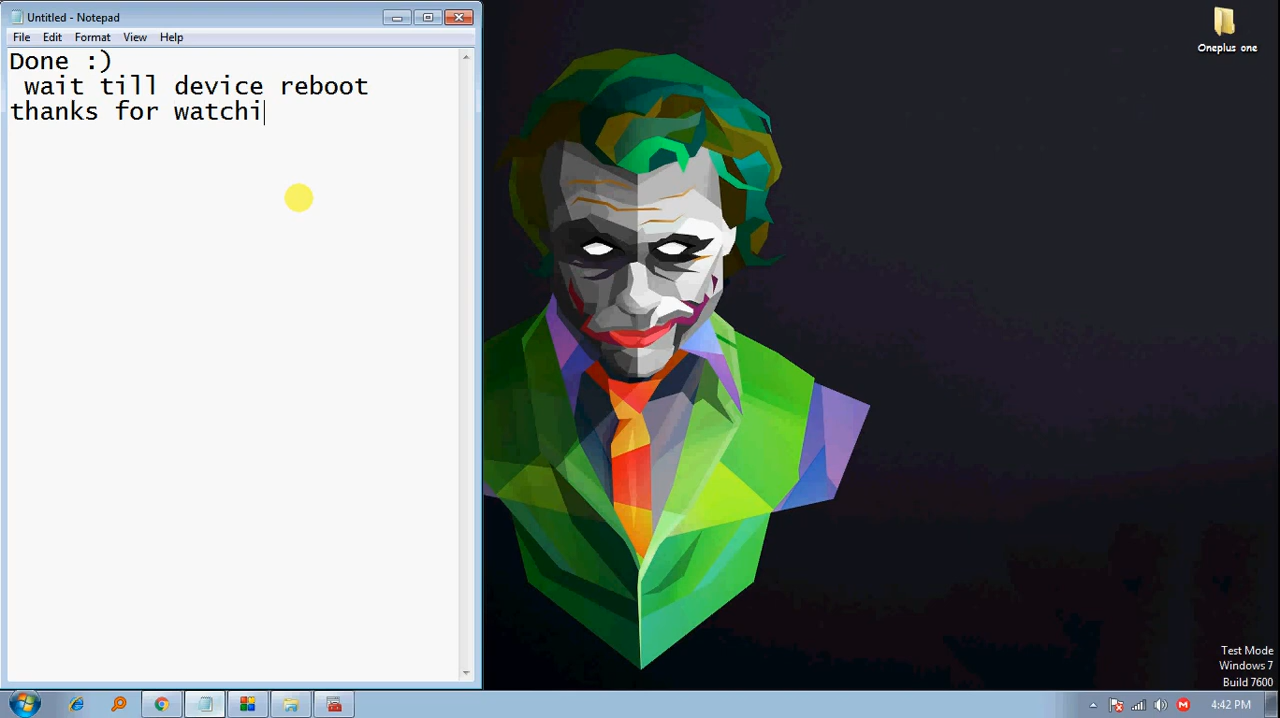 Untitled - Notepad
File Edit Format View Help
Done :)
wait till device reboot
thanks for watchi
Oneplus one
Test Mode
Windows 7
Build 7600
4:42 PM